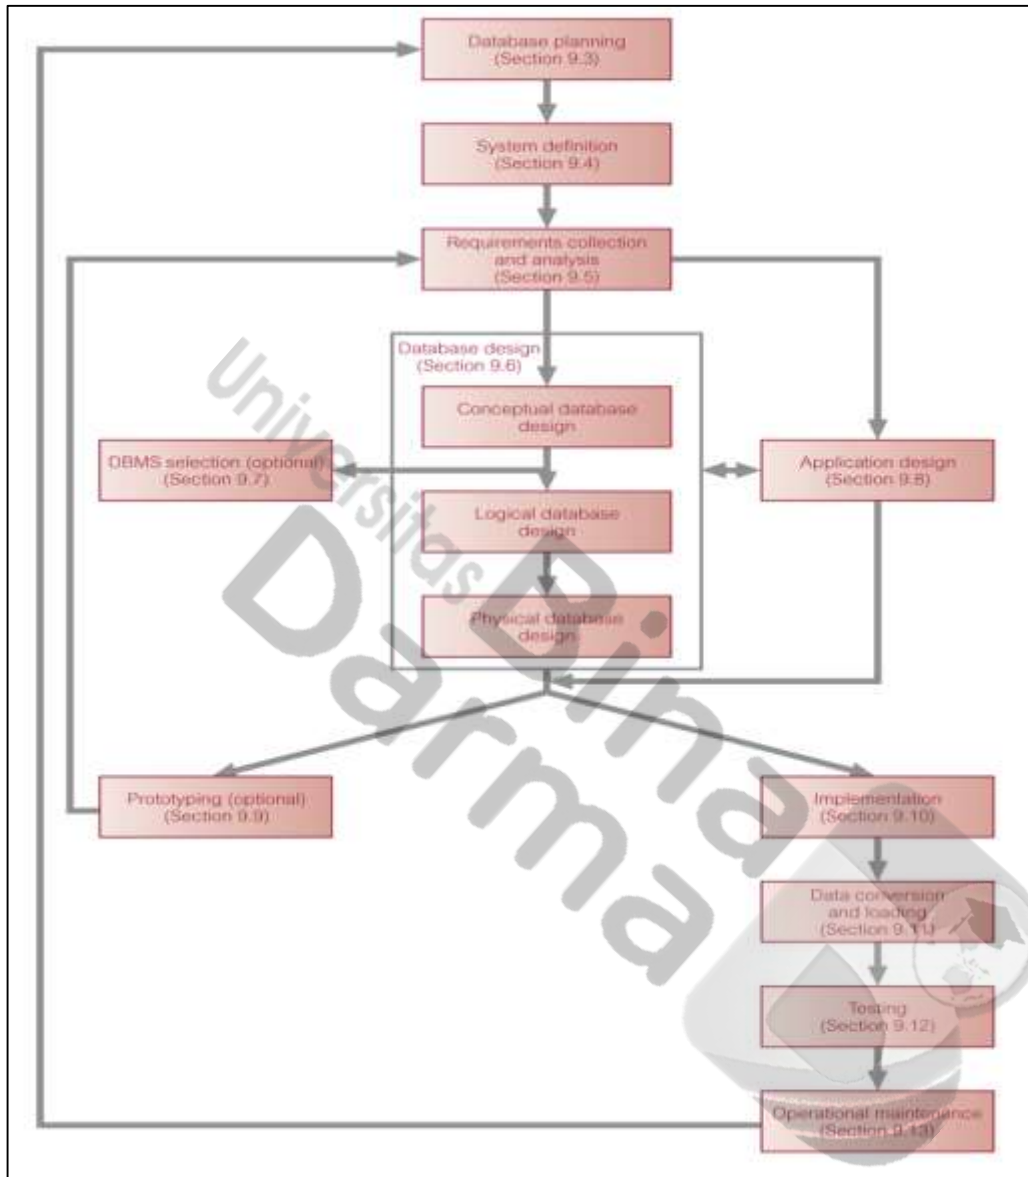 Database planning
(Section 9.3)
System definition
(Section 9.4)
Requirements collection
and analysis
(Section 9.5)
Database design
(Section 9.6)
Conceptual database
design
DBMS selection (optional)
(Section 9.7)
Application design
(Section 9.8)
Logical database
design
Physical database
design
Prototyping (optional)
(Section 9.9)
Implementation
(Section 9.10)
Data conversion
and loading
(Section 9.11)
Testing
(Section 9.12)
Operational maintenance
(Section 9.13)
Universitas
Bina
Darma